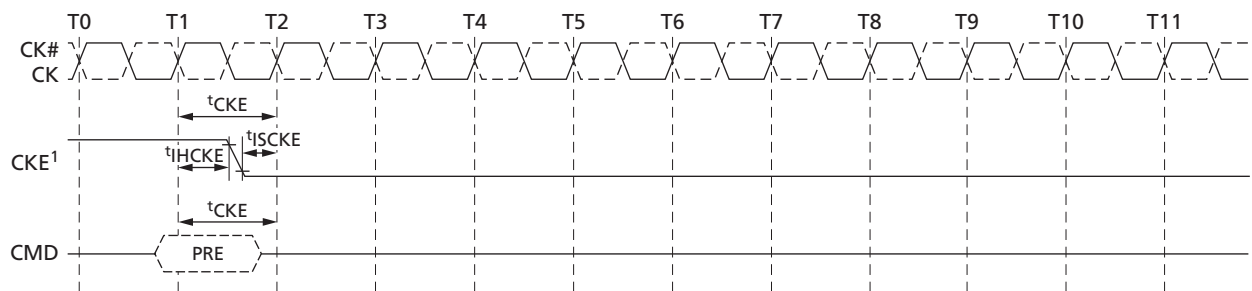 T0 T1 T2 T3 T4 T5 T6 T7 T8 T9 T10 T11
CK#
CK
tCKE
tISCKE
CKE1
tIHCKE
tCKE
CMD
PRE